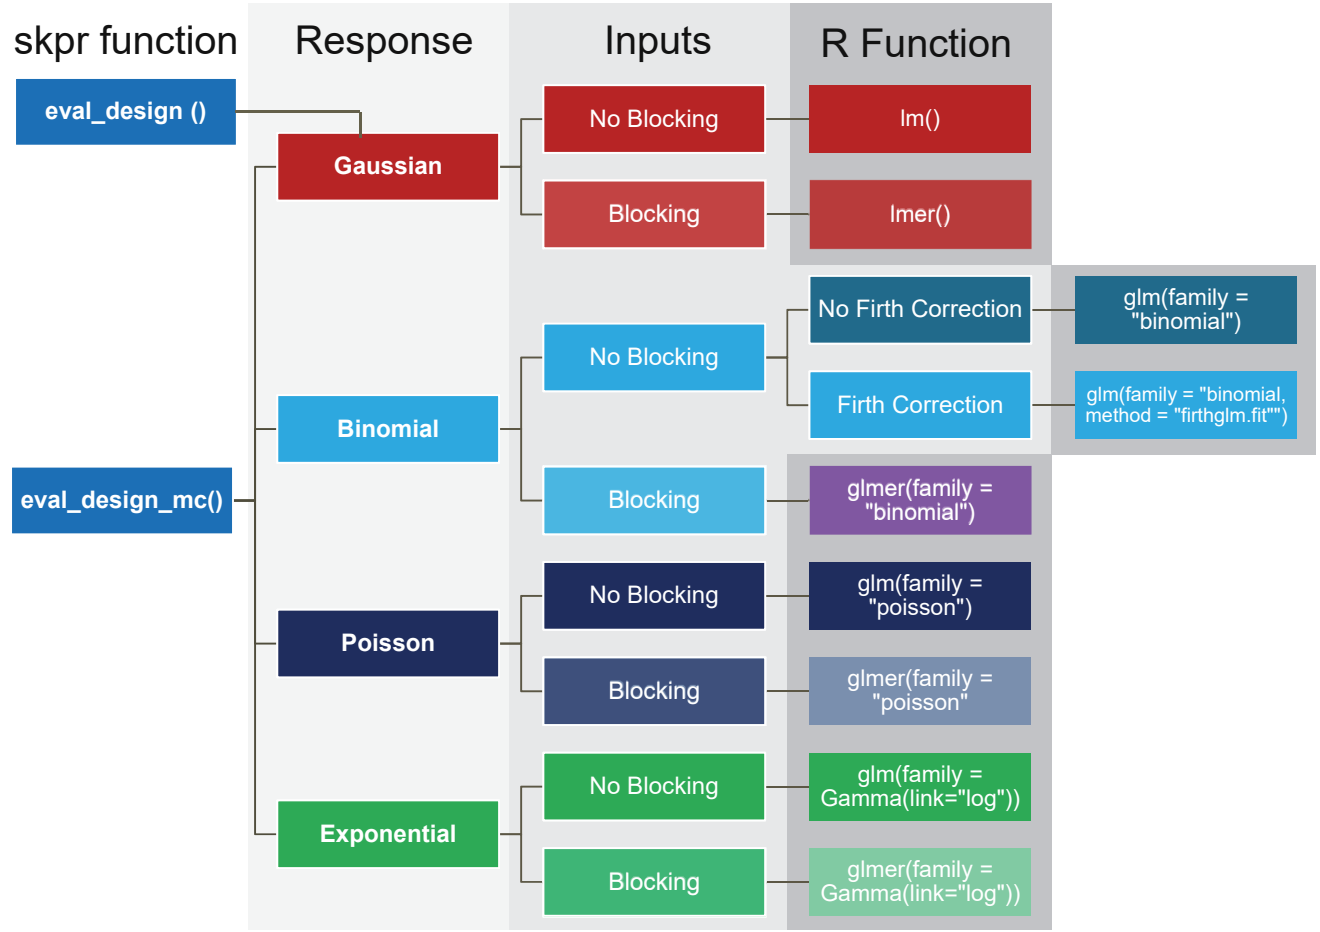 skpr function
Response
Inputs
R Function
eval_design ()
Gaussian
No Blocking
lm()
Blocking
lmer()
eval_design_mc()
Binomial
No Blocking
No Firth Correction
glm(family =
"binomial")
Firth Correction
glm(family = "binomial,
method = "firthglm.fit"")
Blocking
glmer(family =
"binomial")
Poisson
No Blocking
glm(family =
"poisson")
Blocking
glmer(family =
"poisson"
Exponential
No Blocking
glm(family =
Gamma(link="log"))
Blocking
glmer(family =
Gamma(link="log"))